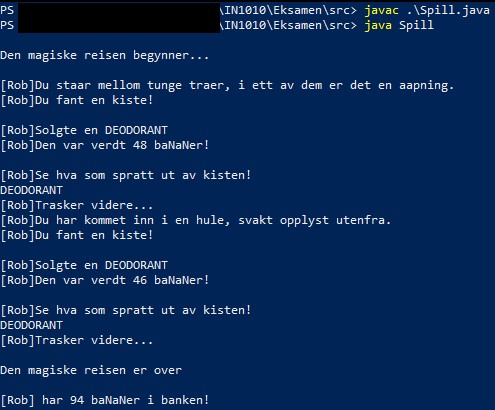 PS \IN1010\Eksamen\src> javac .\Spill.java
PS \IN1010\Eksamen\src> java Spill
Den magiske reisen begynner...
[Rob]Du staar mellom tunge traer, i ett av dem er det en aapning.
[Rob]Du fant en kiste!
[Rob]Solgte en DEODORANT
[Rob]Den var verdt 48 baNaNer!
[Rob]Se hva som spratt ut av kisten!
DEODORANT
[Rob]Trasker videre...
[Rob]Du har kommet inn i en hule, svakt opplyst utenfra.
[Rob]Du fant en kiste!
[Rob]Solgte en DEODORANT
[Rob]Den var verdt 46 baNaNer!
[Rob]Se hva som spratt ut av kisten!
DEODORANT
[Rob]Trasker videre...
Den magiske reisen er over
[Rob] har 94 baNaNer i banken!